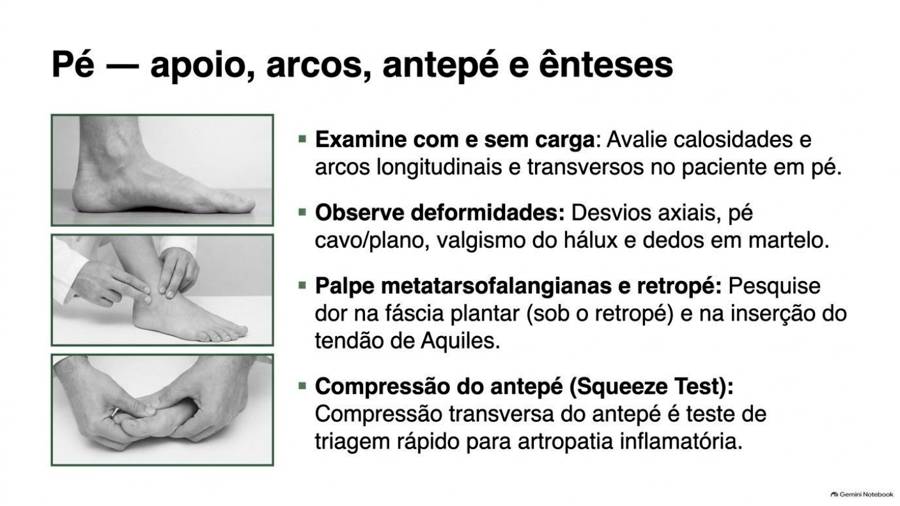 Pé — apoio, arcos, antepé e ênteses
▪ Examine com e sem carga: Avalie calosidades e
arcos longitudinais e transversos no paciente em pé.
▪ Observe deformidades: Desvios axiais, pé
cavo/plano, valgismo do hálux e dedos em martelo.
▪ Palpe metatarsofalangianas e retropé: Pesquise
dor na fáscia plantar (sob o retropé) e na inserção do
tendão de Aquiles.
▪ Compressão do antepé (Squeeze Test):
Compressão transversa do antepé é teste de
triagem rápido para artropatia inflamatória.
Gemini Notebook